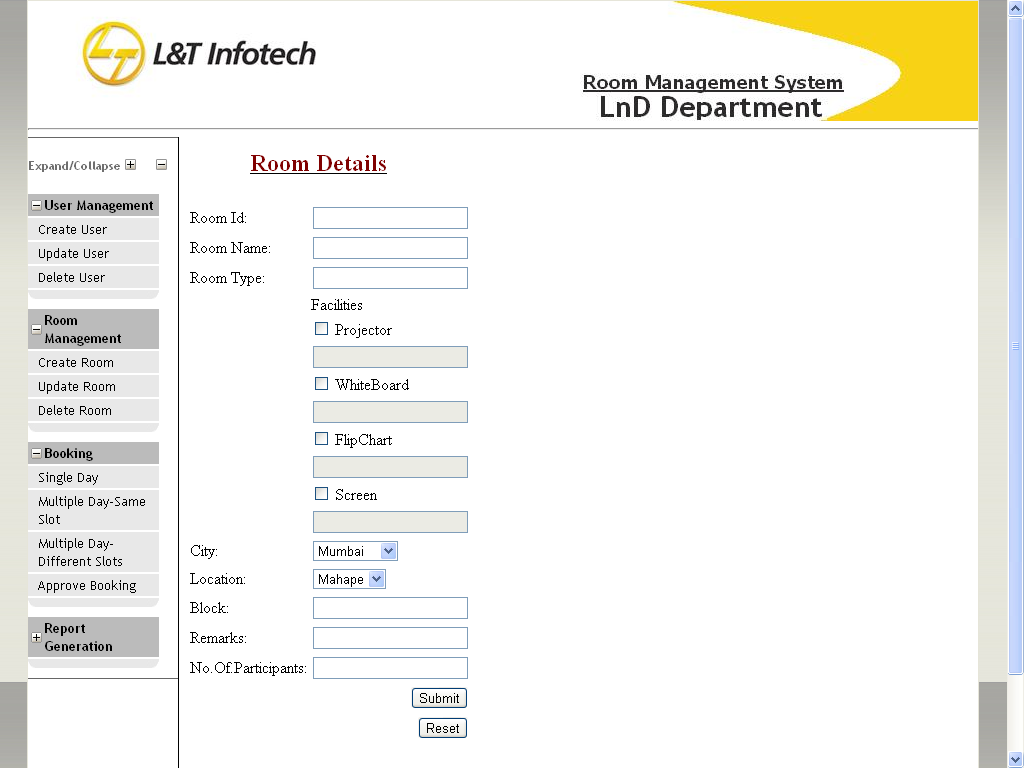 LT L&T Infotech
Room Management System
LnD Department
Expand/Collapse
User Management
Create User
Update User
Delete User
Room
Management
Create Room
Update Room
Delete Room
Booking
Single Day
Multiple Day-Same
Slot
Multiple Day-
Different Slots
Approve Booking
Report
Generation
Room Details
Room Id:
Room Name:
Room Type:
Facilities
Projector
WhiteBoard
FlipChart
Screen
City: Mumbai
Location: Mahape
Block:
Remarks:
No.Of.Participants:
Submit
Reset